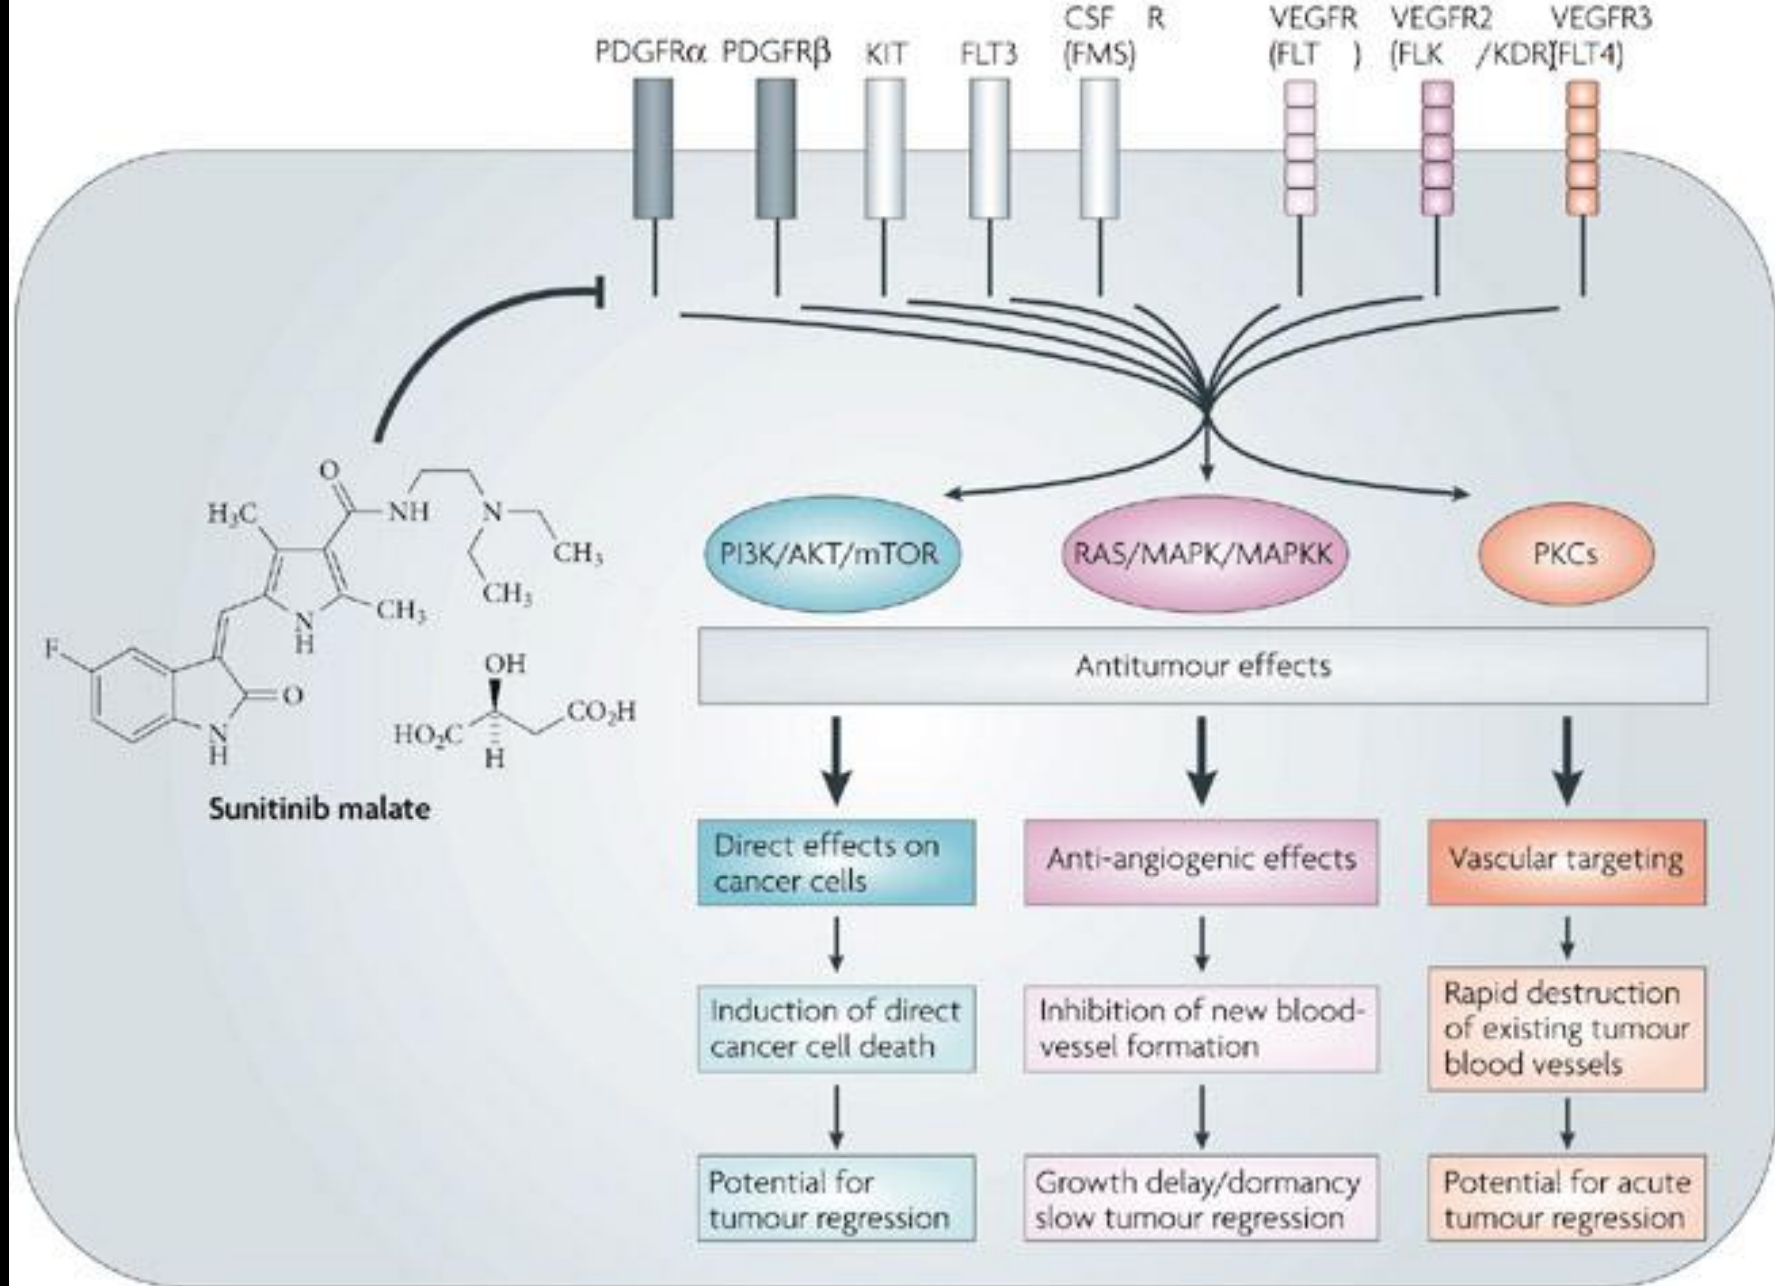 PDGFRα
PDGFRβ
KIT
FLT3
CSF R
(FMS)
VEGFR
(FLT )
VEGFR2
(FLK /KDR)
VEGFR3
(FLT4)
O
H₃C
NH
N
CH₃
CH₃
CH₃
N
H
F
O
N
H
OH
CO₂H
HO₂C
H
Sunitinib malate
PI3K/AKT/mTOR
RAS/MAPK/MAPKK
PKCs
Antitumour effects
Direct effects on
cancer cells
Induction of direct
cancer cell death
Potential for
tumour regression
Anti-angiogenic effects
Inhibition of new blood-
vessel formation
Growth delay/dormancy
slow tumour regression
Vascular targeting
Rapid destruction
of existing tumour
blood vessels
Potential for acute
tumour regression